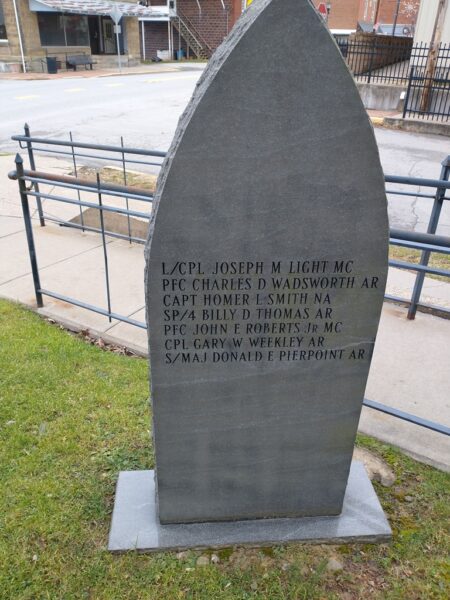 L/CPL JOSEPH M LIGHT MC
PFC CHARLES D WADSWORTH AR
CAPT HOMER L SMITH NA
SP/4 BILLY D THOMAS AR
PFC JOHN E ROBERTS Jr MC
CPL GARY W WEEKLEY AR
S/MAJ DONALD E PIERPOINT AR